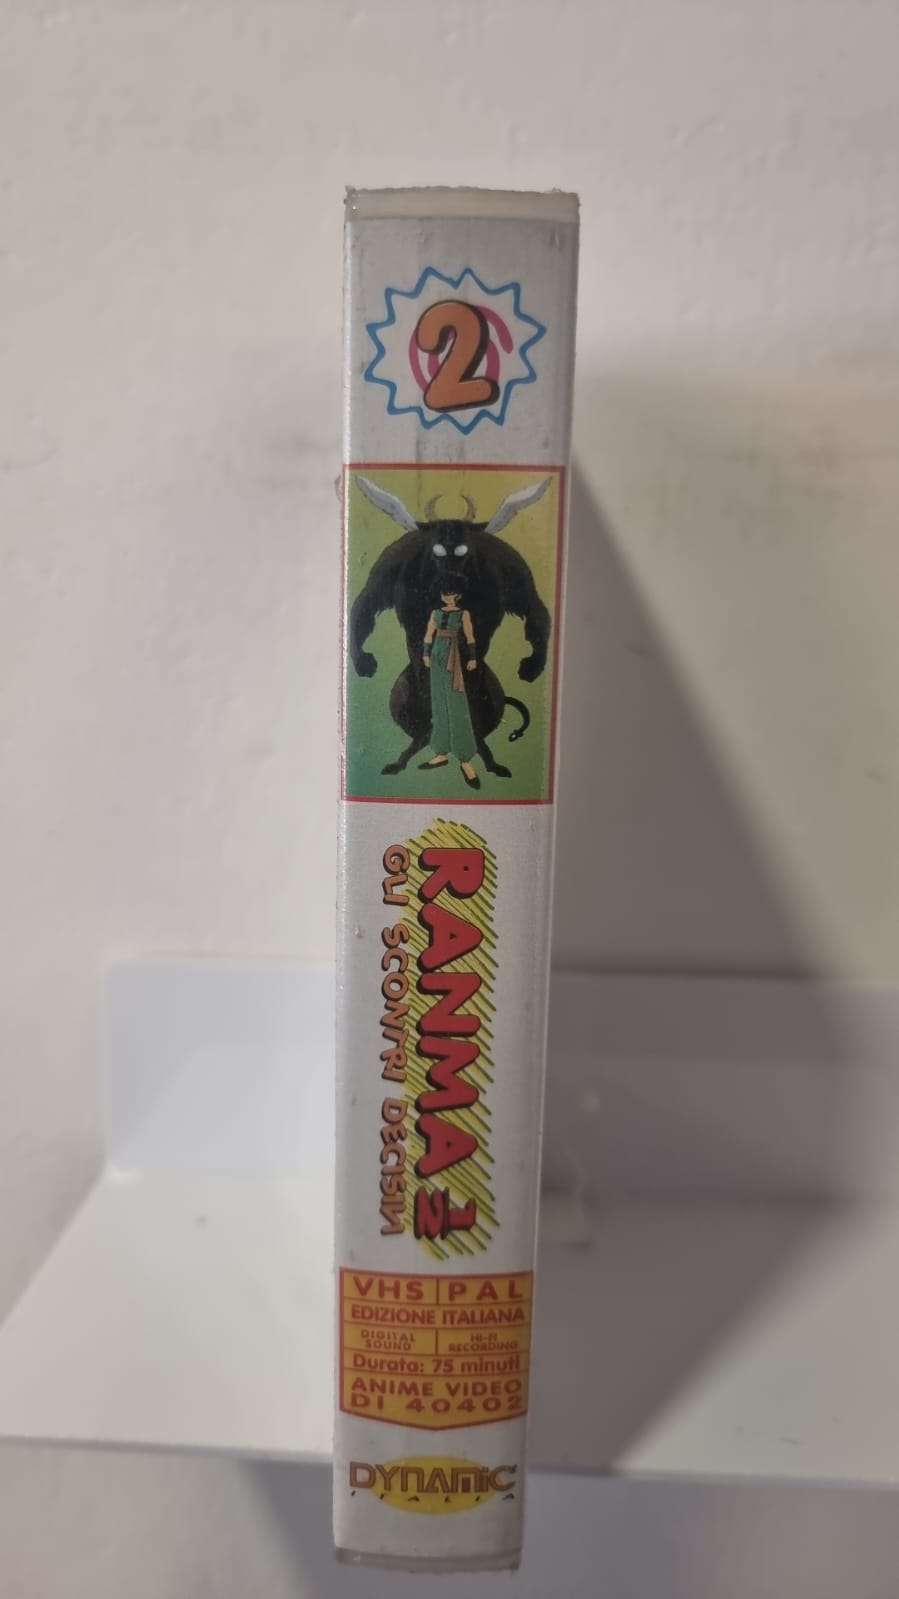 2
RANMA ½
GLI SCONTRI DECISIVI
VHS PAL
EDIZIONE ITALIANA
DIGITAL SOUND HI-FI RECORDING
Durata: 75 minuti
ANIME VIDEO
DI 40402
DYNAMIC
ITALIA